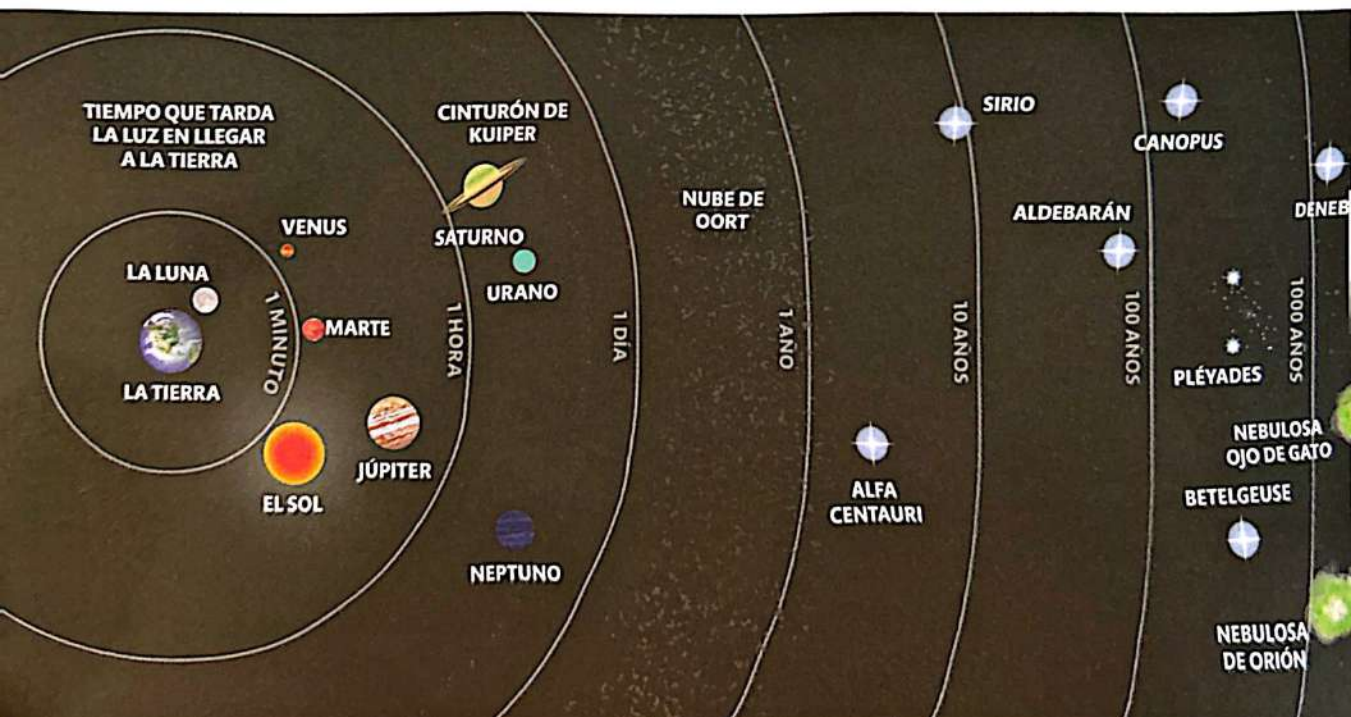 TIEMPO QUE TARDA
LA LUZ EN LLEGAR
A LA TIERRA
CINTURÓN DE
KUIPER
SIRIO
CANOPUS
NUBE DE
OORT
VENUS
SATURNO
ALDEBARÁN
DENEB
LA LUNA
URANO
1 MINUTO
MARTE
1 HORA
1 DÍA
1 AÑO
10 AÑOS
100 AÑOS
1000 AÑOS
LA TIERRA
PLÉYADES
JÚPITER
NEBULOSA
OJO DE GATO
EL SOL
ALFA
CENTAURI
BETELGEUSE
NEPTUNO
NEBULOSA
DE ORIÓN